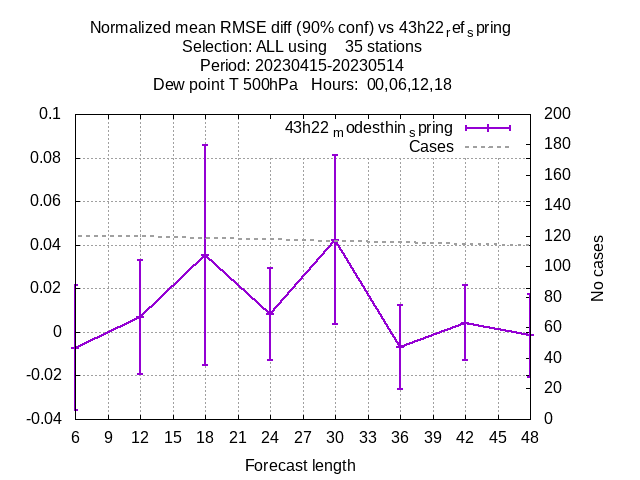 Normalized mean RMSE diff (90% conf) vs 43h22refspring
Selection: ALL using 35 stations
Period: 20230415-20230514
Dew point T 500hPa Hours: 00,06,12,18
43h22modesthinspring
Cases
0.1
0.08
0.06
0.04
0.02
0
-0.02
-0.04
200
180
160
140
120
100
80
60
40
20
0
No cases
6 9 12 15 18 21 24 27 30 33 36 39 42 45 48
Forecast length